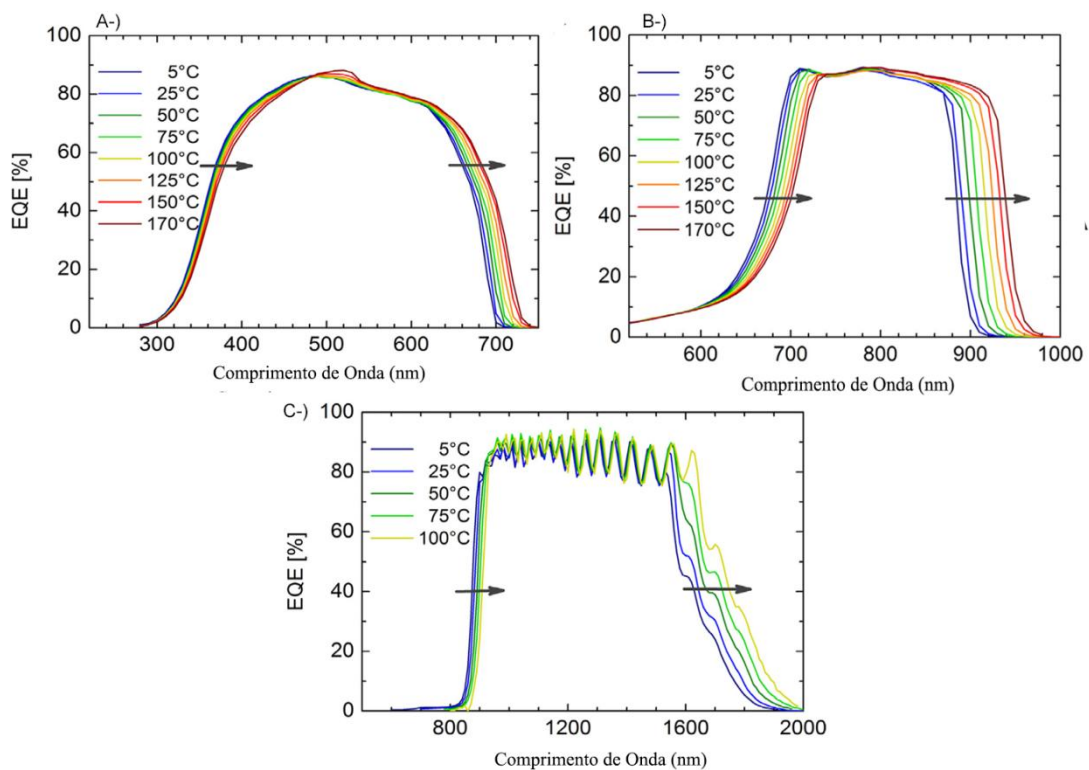 A-)
100
80
60
40
20
0
EQE [%]
5°C
25°C
50°C
75°C
100°C
125°C
150°C
170°C
300 400 500 600 700
Comprimento de Onda (nm)
B-)
100
80
60
40
20
0
EQE [%]
5°C
25°C
50°C
75°C
100°C
125°C
150°C
170°C
600 700 800 900 1000
Comprimento de Onda (nm)
C-)
100
80
60
40
20
0
EQE [%]
5°C
25°C
50°C
75°C
100°C
800 1200 1600 2000
Comprimento de Onda (nm)